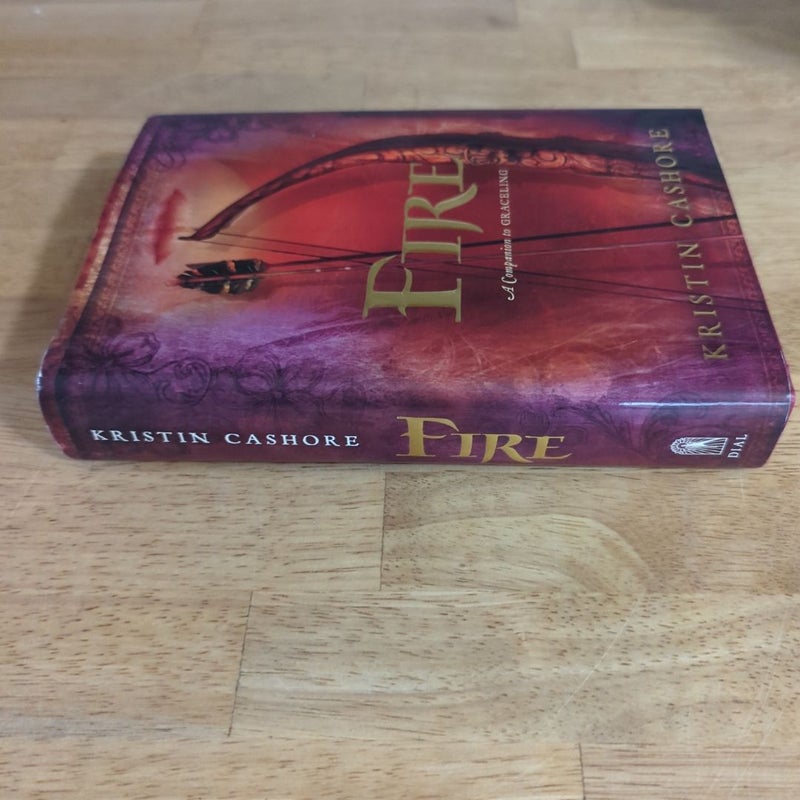 FIRE
A Companion to GRACELING
KRISTIN CASHORE
KRISTIN CASHORE FIRE DIAL